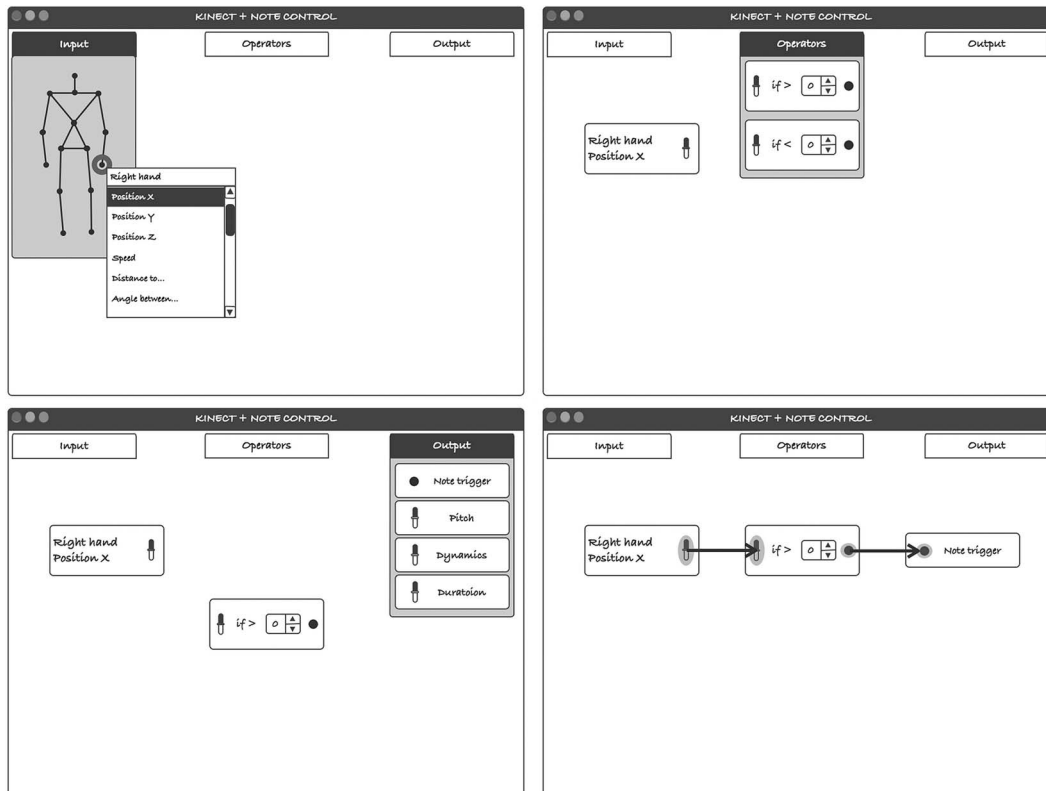 KINECT + NOTE CONTROL
Input
Operators
Output
Right hand
Position X
Position Y
Position Z
Speed
Distance to...
Angle between...
KINECT + NOTE CONTROL
Input
Operators
Output
if > 0
if < 0
Right hand
Position X
KINECT + NOTE CONTROL
Input
Operators
Output
Note trigger
Pitch
Dynamics
Duratoion
Right hand
Position X
if > 0
KINECT + NOTE CONTROL
Input
Operators
Output
Right hand
Position X
if > 0
Note trigger